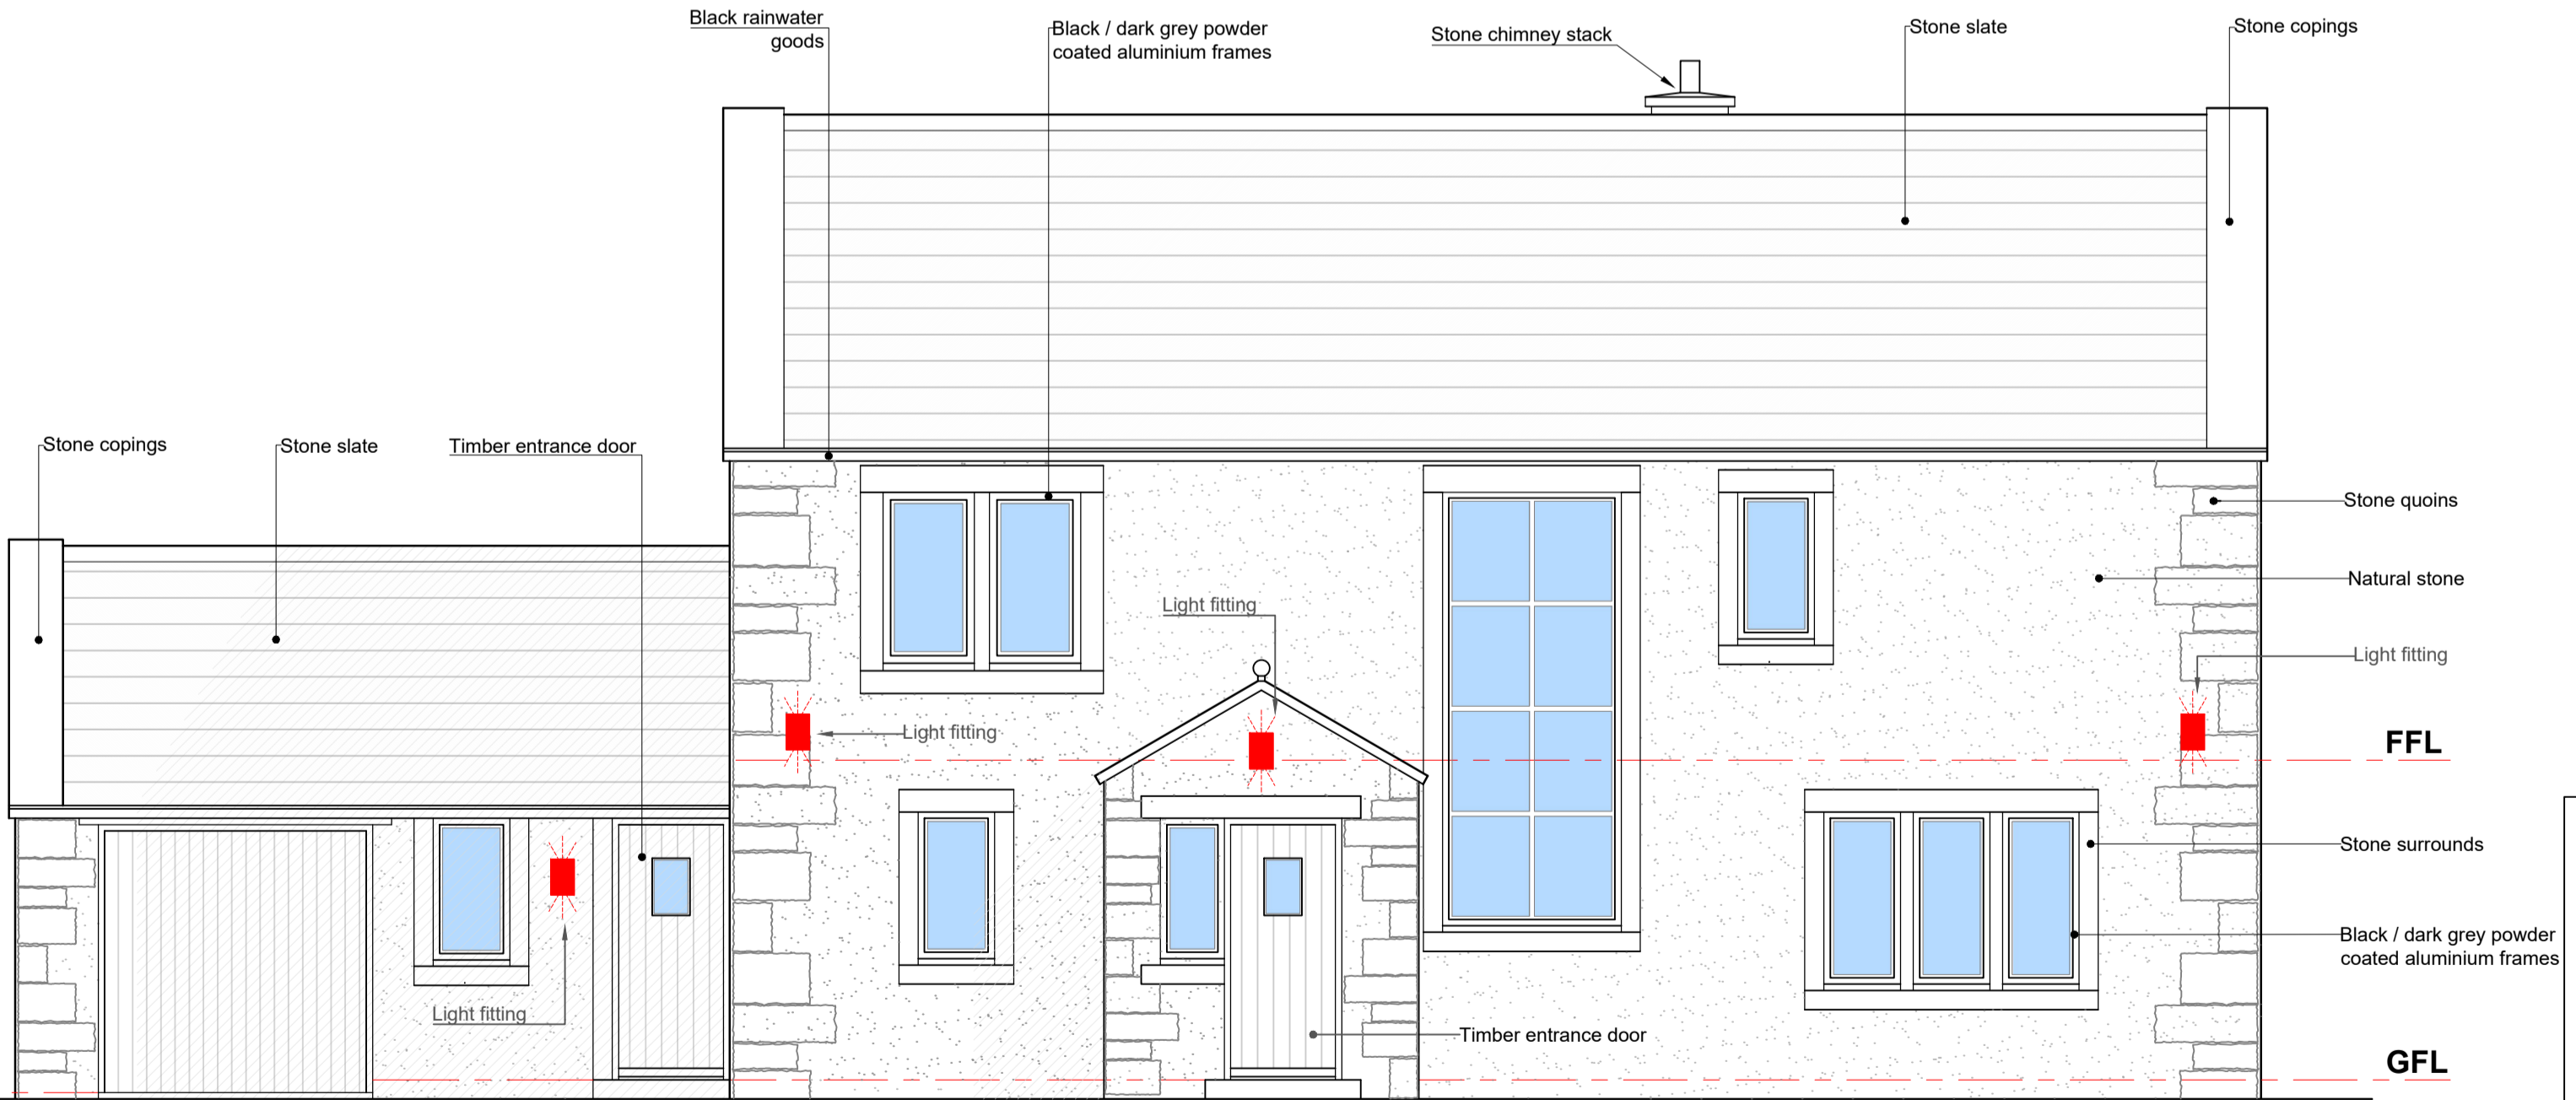 Black rainwater
goods
Black / dark grey powder
coated aluminium frames
Stone chimney stack
Stone slate
Stone copings
Stone copings
Stone slate
Timber entrance door
Stone quoins
Natural stone
Light fitting
Light fitting
Light fitting
FFL
Stone surrounds
Black / dark grey powder
coated aluminium frames
Light fitting
Timber entrance door
GFL